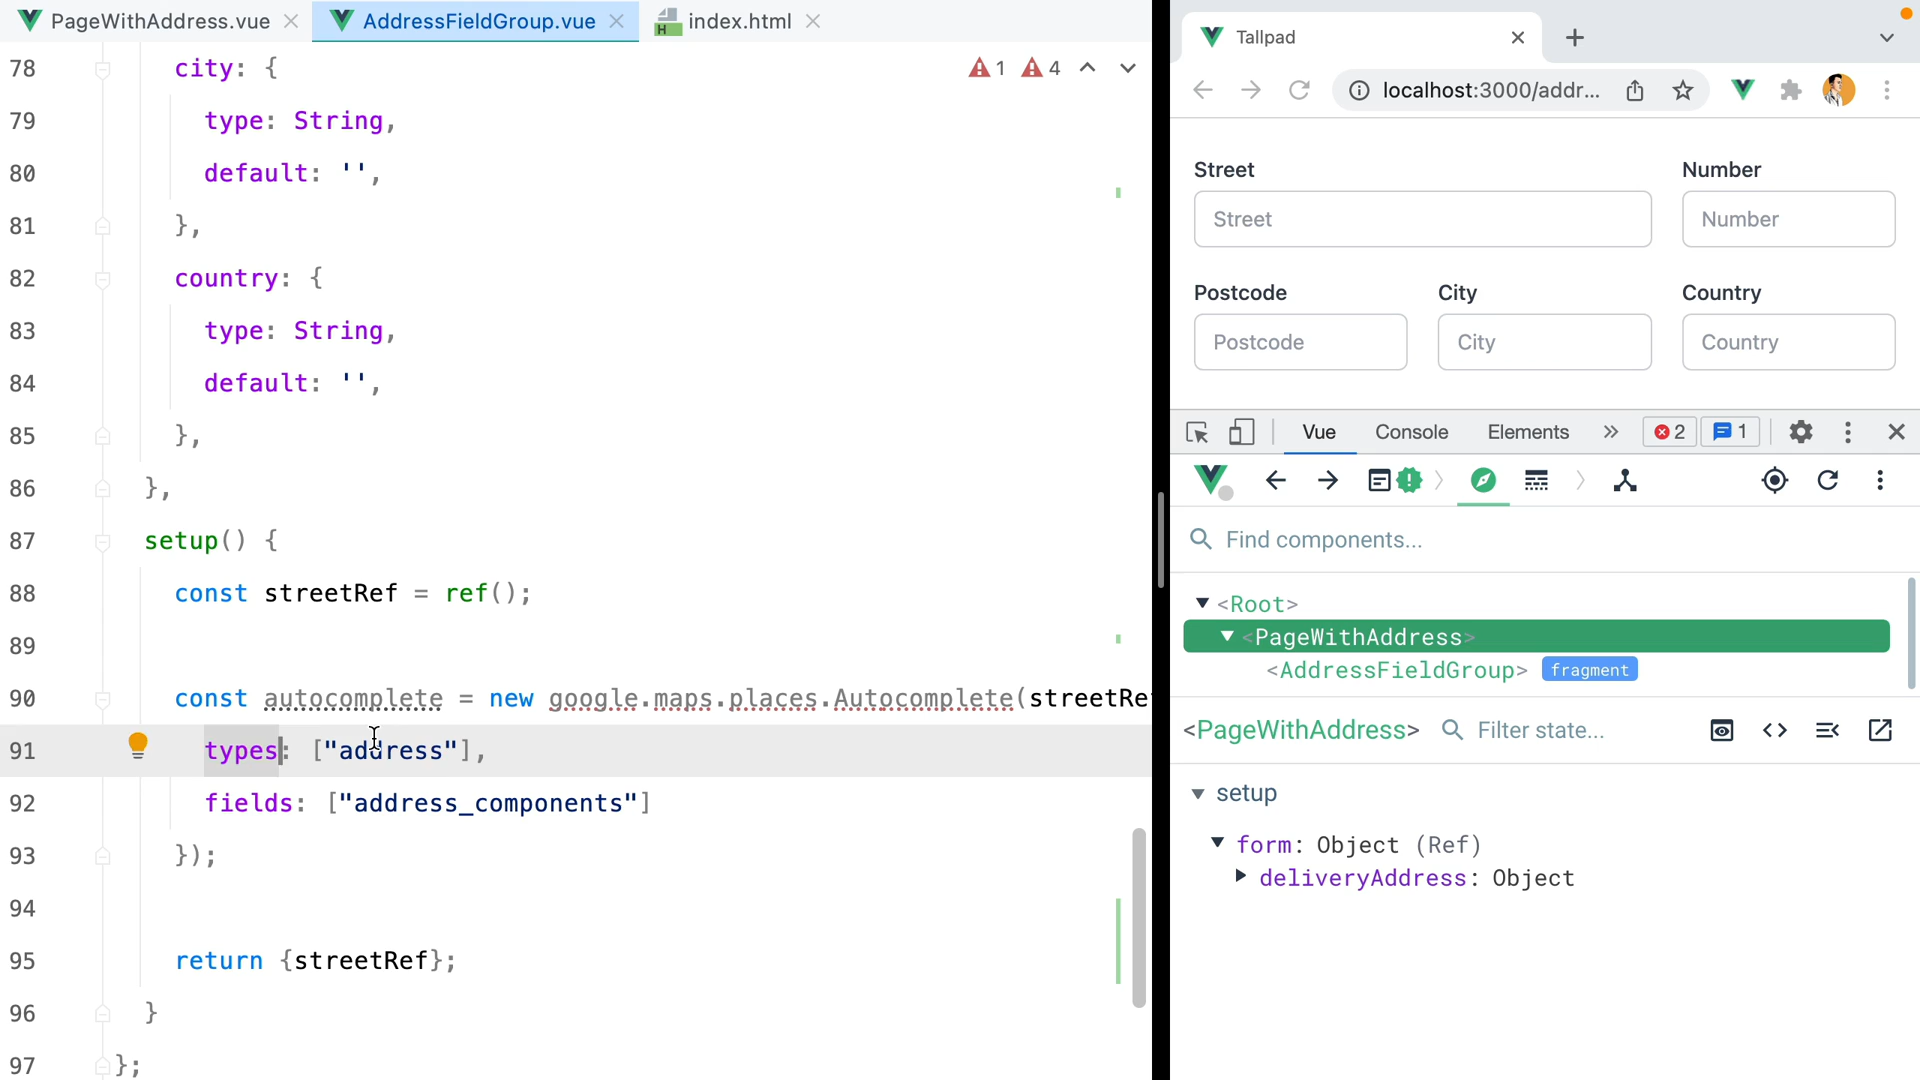 PageWithAddress.vue
AddressFieldGroup.vue
index.html
1 4
78 city: {
79 type: String,
80 default: '',
81 },
82 country: {
83 type: String,
84 default: '',
85 },
86 },
87 setup() {
88 const streetRef = ref();
89
90 const autocomplete = new google.maps.places.Autocomplete(streetRe
91 types: ["address"],
92 fields: ["address_components"]
93 });
94
95 return {streetRef};
96 }
97 };
Tallpad
localhost:3000/addr...
Street Number
Street Number
Postcode City Country
Postcode City Country
Vue Console Elements 2 1
Find components...
<Root>
<PageWithAddress>
<AddressFieldGroup> fragment
<PageWithAddress> Filter state...
setup
form: Object (Ref)
deliveryAddress: Object